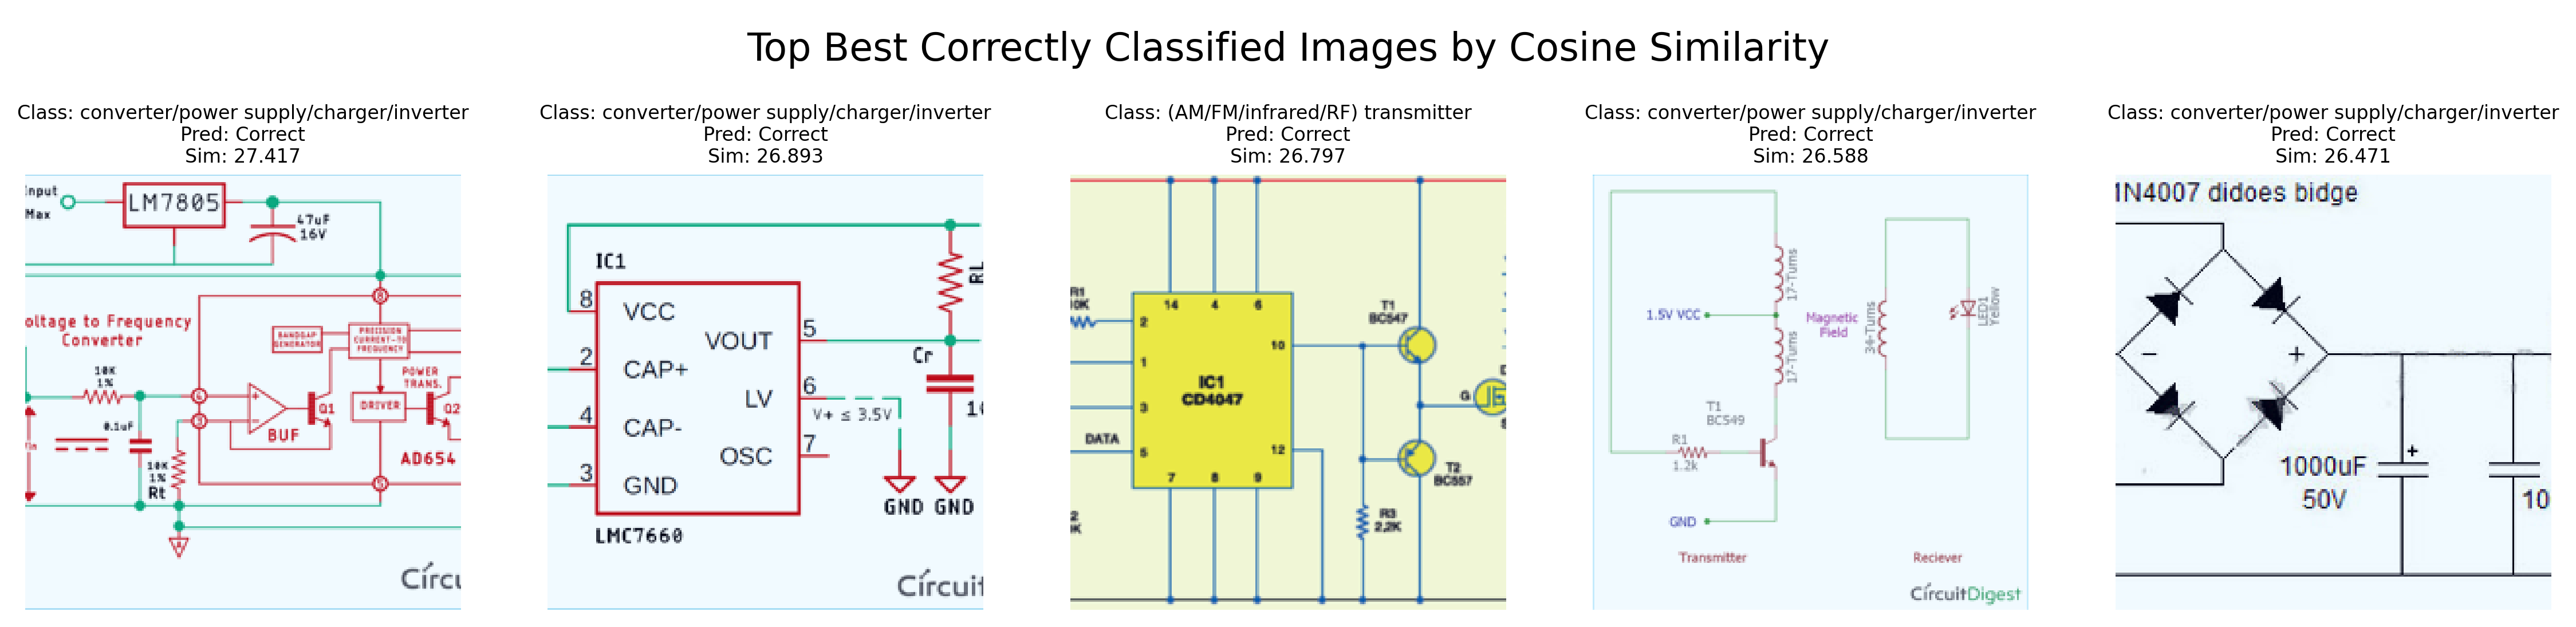 Top Best Correctly Classified Images by Cosine Similarity
Class: converter/power supply/charger/inverter
Pred: Correct
Sim: 27.417
Input
Max
LM7805
47uF
16V
8
oltage to Frequency
Converter
BANDGAP
GENERATOR
PRECISION
CURRENT-TO
FREQUENCY
10K
1%
POWER
TRANS.
4
3
Q1
DRIVER
Q2
0.1uF
BUF
Vin
10K
1%
Rt
AD654
5
Círcu
Class: converter/power supply/charger/inverter
Pred: Correct
Sim: 26.893
IC1
RL
8
VCC
5
VOUT
2
CAP+
Cr
6
LV
V+ ≤ 3.5V
10
4
CAP-
7
OSC
3
GND
GND GND
LMC7660
Círcuit
Class: (AM/FM/infrared/RF) transmitter
Pred: Correct
Sim: 26.797
14 4 6
R1
10K
2
T1
BC547
10
1
IC1
CD4047
3
G
DATA
5
12
T2
BC557
7 8 9
R3
2.2K
2
K
Class: converter/power supply/charger/inverter
Pred: Correct
Sim: 26.588
17-Turns
1.5V VCC
Magnetic
Field
34-Turns
LED1
Yellow
17-Turns
T1
BC549
R1
1.2k
GND
Transmitter
Reciever
CírcuitDigest
Class: converter/power supply/charger/inverter
Pred: Correct
Sim: 26.471
1N4007 didoes bidge
− +
+
1000uF
50V
10